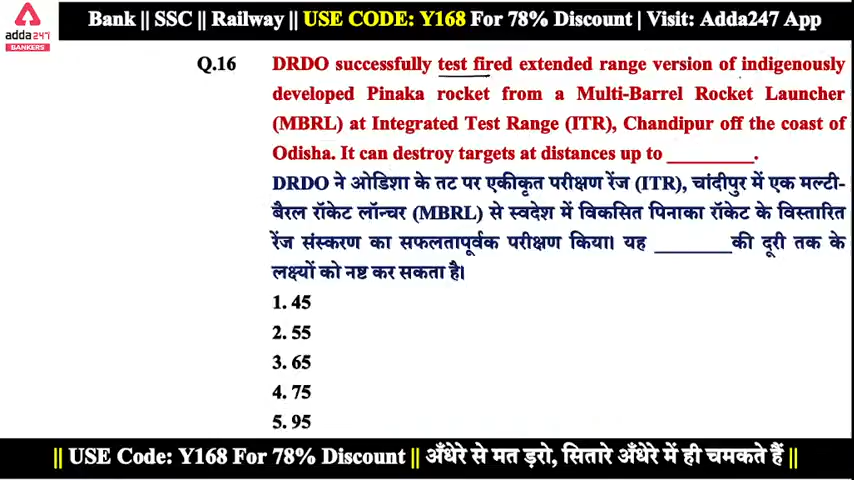 Bank || SSC || Railway || USE CODE: Y168 For 78% Discount | Visit: Adda247 App
adda247
BANKERS
Q.16 DRDO successfully test fired extended range version of indigenously
developed Pinaka rocket from a Multi-Barrel Rocket Launcher
(MBRL) at Integrated Test Range (ITR), Chandipur off the coast of
Odisha. It can destroy targets at distances up to _________.
DRDO ने ओडिशा के तट पर एकीकृत परीक्षण रेंज (ITR), चांदीपुर में एक मल्टी-
बैरल रॉकेट लॉन्चर (MBRL) से स्वदेश में विकसित पिनाका रॉकेट के विस्तारित
रेंज संस्करण का सफलतापूर्वक परीक्षण किया। यह ________की दूरी तक के
लक्ष्यों को नष्ट कर सकता है।
1. 45
2. 55
3. 65
4. 75
5. 95
|| USE Code: Y168 For 78% Discount || अँधेरे से मत ड़रो, सितारे अँधेरे में ही चमकते हैं ||